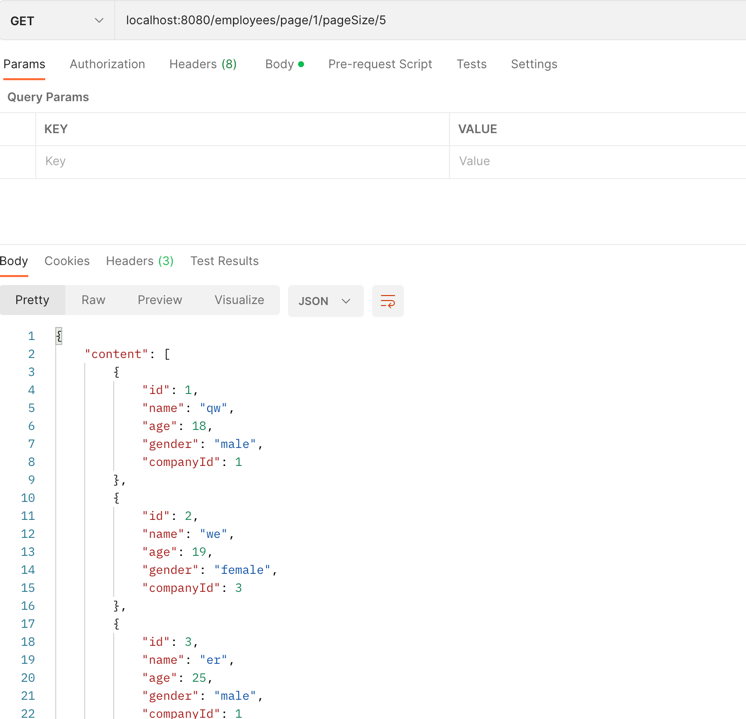 GET localhost:8080/employees/page/1/pageSize/5
Params Authorization Headers (8) Body Pre-request Script Tests Settings
Query Params
KEY VALUE
Key Value
Body Cookies Headers (3) Test Results
Pretty Raw Preview Visualize JSON
1 {
2 "content": [
3 {
4 "id": 1,
5 "name": "qw",
6 "age": 18,
7 "gender": "male",
8 "companyId": 1
9 },
10 {
11 "id": 2,
12 "name": "we",
13 "age": 19,
14 "gender": "female",
15 "companyId": 3
16 },
17 {
18 "id": 3,
19 "name": "er",
20 "age": 25,
21 "gender": "male",
22 "companyId": 1